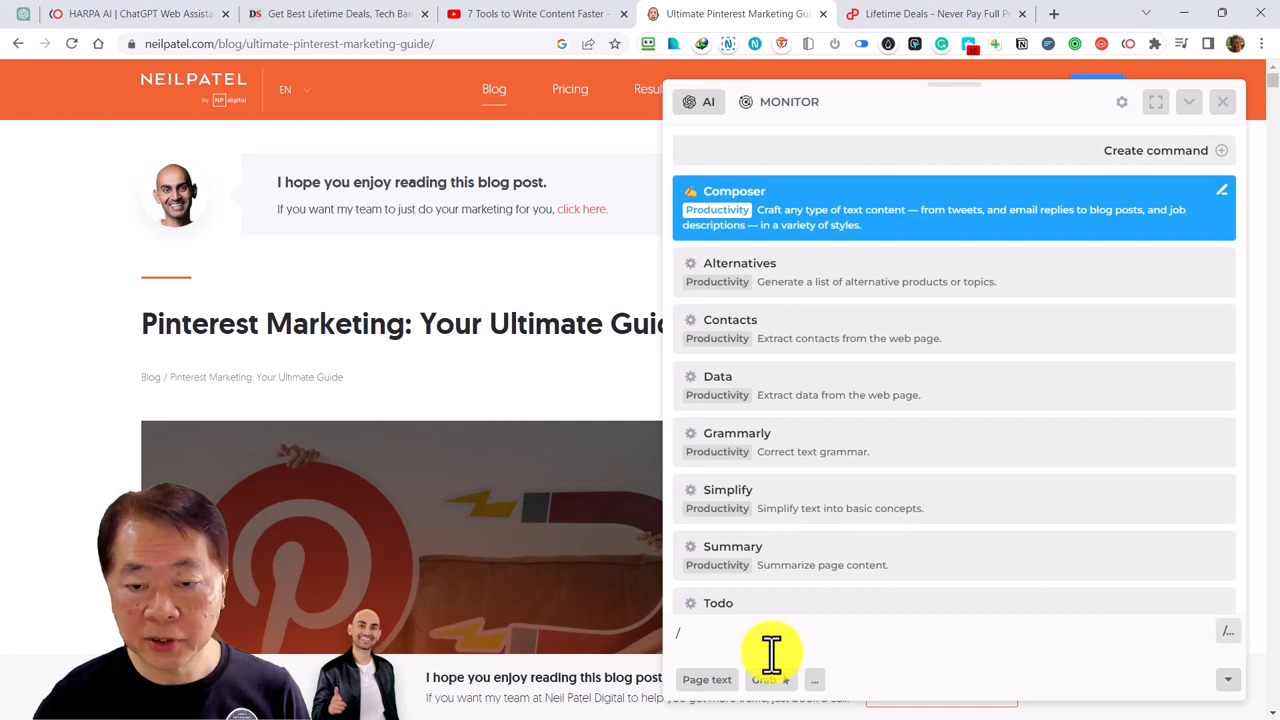 HARPA AI | ChatGPT Web Assista
Get Best Lifetime Deals, Tech Bar
7 Tools to Write Content Faster -
Ultimate Pinterest Marketing Gui
Lifetime Deals - Never Pay Full P
neilpatel.com/blog/ultimate-pinterest-marketing-guide/
NEILPATEL
by NP digital
EN
Blog
Pricing
Resul
I hope you enjoy reading this blog post.
If you want my team to just do your marketing for you, click here.
Pinterest Marketing: Your Ultimate Guid
Blog / Pinterest Marketing: Your Ultimate Guide
I hope you enjoy reading this blog post
If you want my team at Neil Patel Digital to help
AI
MONITOR
Create command
Composer
Productivity Craft any type of text content — from tweets, and email replies to blog posts, and job
descriptions — in a variety of styles.
Alternatives
Productivity Generate a list of alternative products or topics.
Contacts
Productivity Extract contacts from the web page.
Data
Productivity Extract data from the web page.
Grammarly
Productivity Correct text grammar.
Simplify
Productivity Simplify text into basic concepts.
Summary
Productivity Summarize page content.
Todo
/
/...
Page text
Grab
...